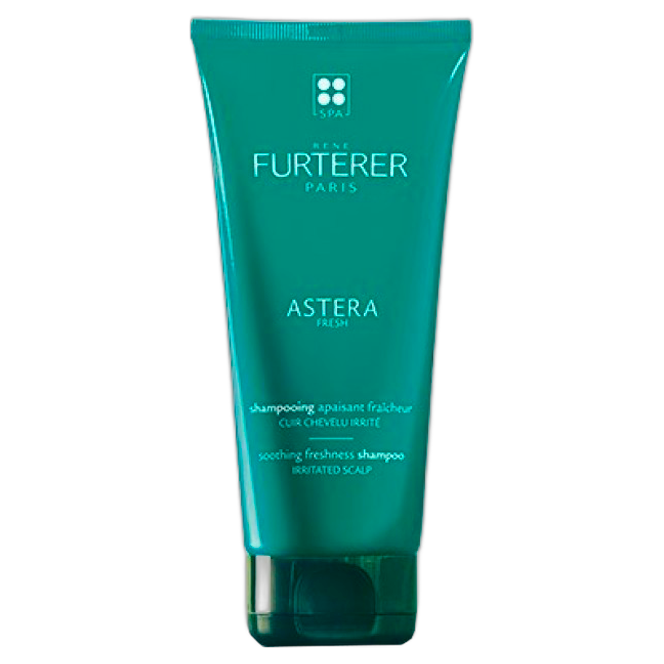 SPA
RENE
FURTERER
PARIS
ASTERA
FRESH
shampooing apaisant fraîcheur
CUIR CHEVELU IRRITÉ
soothing freshness shampoo
IRRITATED SCALP